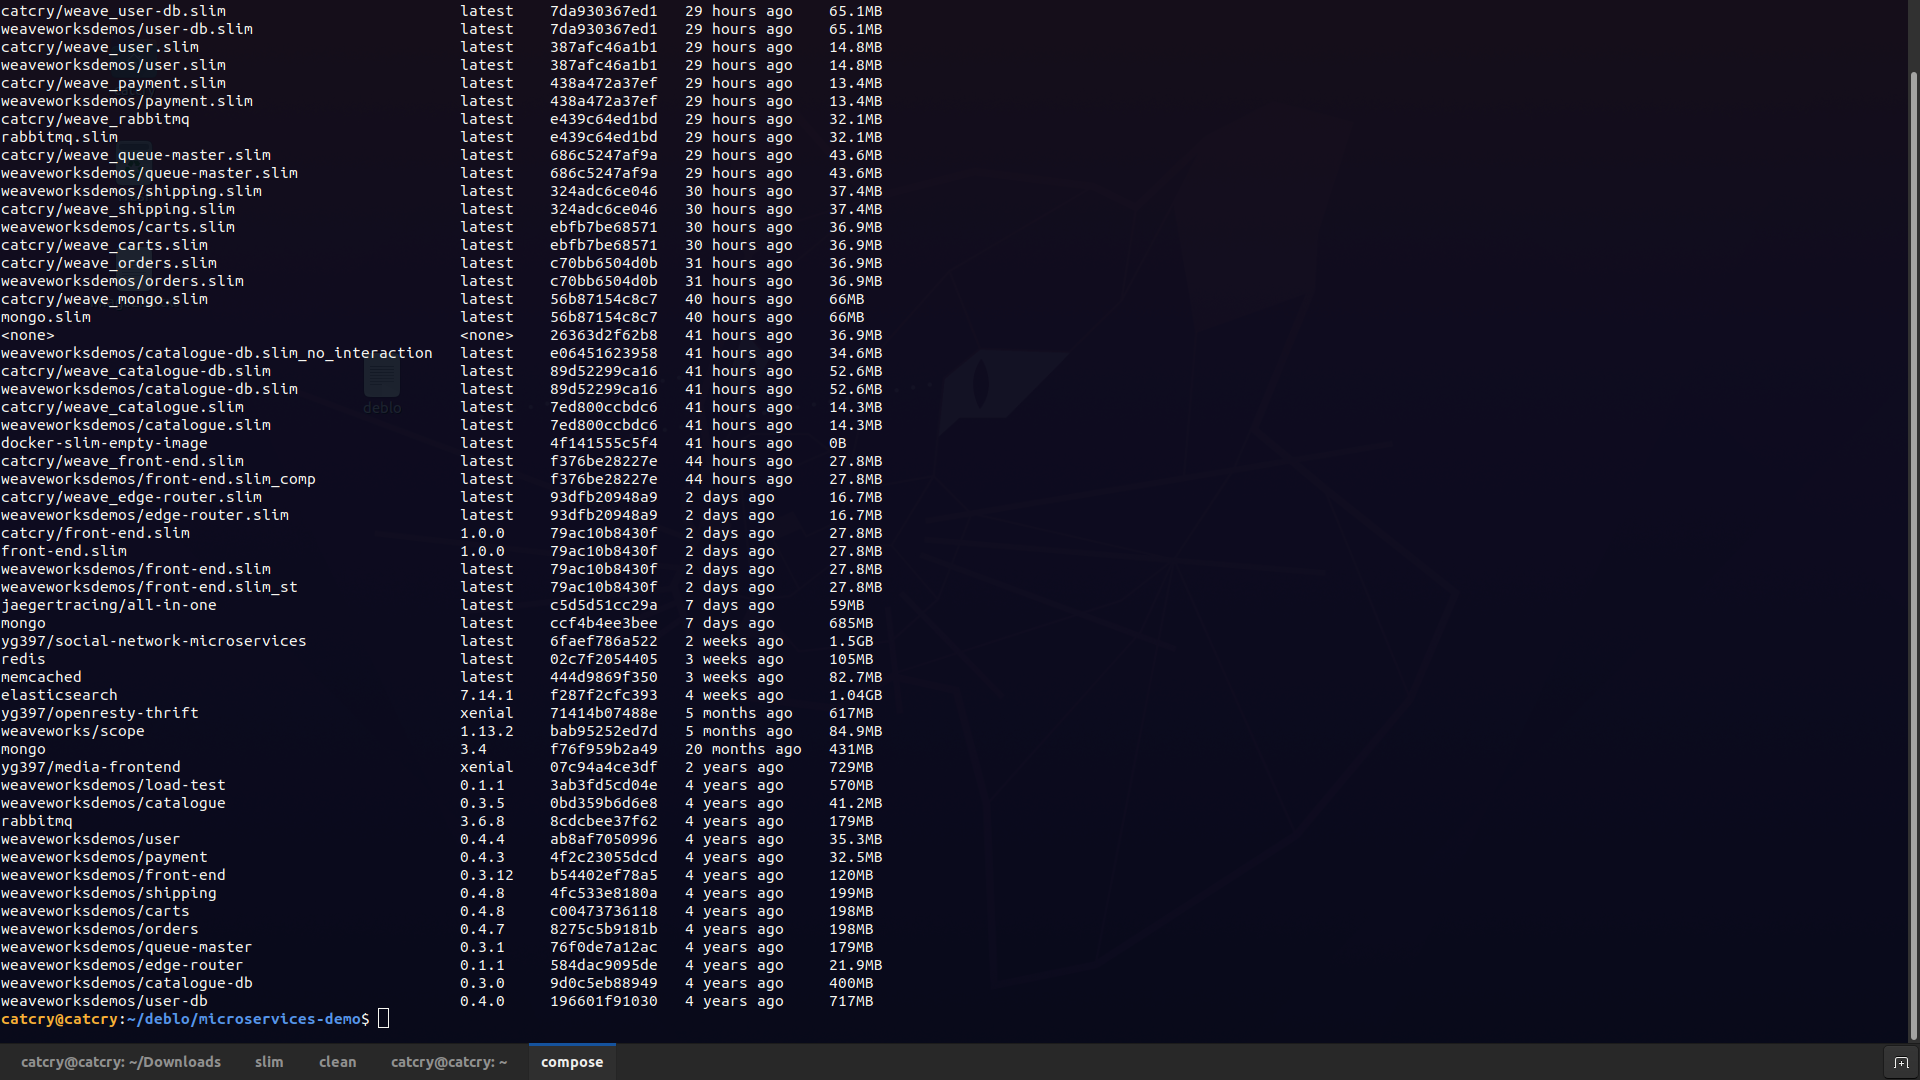 catcry/weave_user-db.slim latest 7da930367ed1 29 hours ago 65.1MB
weaveworksdemos/user-db.slim latest 7da930367ed1 29 hours ago 65.1MB
catcry/weave_user.slim latest 387afc46a1b1 29 hours ago 14.8MB
weaveworksdemos/user.slim latest 387afc46a1b1 29 hours ago 14.8MB
catcry/weave_payment.slim latest 438a472a37ef 29 hours ago 13.4MB
weaveworksdemos/payment.slim latest 438a472a37ef 29 hours ago 13.4MB
catcry/weave_rabbitmq latest e439c64ed1bd 29 hours ago 32.1MB
rabbitmq.slim latest e439c64ed1bd 29 hours ago 32.1MB
catcry/weave_queue-master.slim latest 686c5247af9a 29 hours ago 43.6MB
weaveworksdemos/queue-master.slim latest 686c5247af9a 29 hours ago 43.6MB
weaveworksdemos/shipping.slim latest 324adc6ce046 30 hours ago 37.4MB
catcry/weave_shipping.slim latest 324adc6ce046 30 hours ago 37.4MB
weaveworksdemos/carts.slim latest ebfb7be68571 30 hours ago 36.9MB
catcry/weave_carts.slim latest ebfb7be68571 30 hours ago 36.9MB
catcry/weave_orders.slim latest c70bb6504d0b 31 hours ago 36.9MB
weaveworksdemos/orders.slim latest c70bb6504d0b 31 hours ago 36.9MB
catcry/weave_mongo.slim latest 56b87154c8c7 40 hours ago 66MB
mongo.slim latest 56b87154c8c7 40 hours ago 66MB
<none> <none> 26363d2f62b8 41 hours ago 36.9MB
weaveworksdemos/catalogue-db.slim_no_interaction latest e06451623958 41 hours ago 34.6MB
catcry/weave_catalogue-db.slim latest 89d52299ca16 41 hours ago 52.6MB
weaveworksdemos/catalogue-db.slim latest 89d52299ca16 41 hours ago 52.6MB
catcry/weave_catalogue.slim latest 7ed800ccbdc6 41 hours ago 14.3MB
deblo
weaveworksdemos/catalogue.slim latest 7ed800ccbdc6 41 hours ago 14.3MB
docker-slim-empty-image latest 4f141555c5f4 41 hours ago 0B
catcry/weave_front-end.slim latest f376be28227e 44 hours ago 27.8MB
weaveworksdemos/front-end.slim_comp latest f376be28227e 44 hours ago 27.8MB
catcry/weave_edge-router.slim latest 93dfb20948a9 2 days ago 16.7MB
weaveworksdemos/edge-router.slim latest 93dfb20948a9 2 days ago 16.7MB
catcry/front-end.slim 1.0.0 79ac10b8430f 2 days ago 27.8MB
front-end.slim 1.0.0 79ac10b8430f 2 days ago 27.8MB
weaveworksdemos/front-end.slim latest 79ac10b8430f 2 days ago 27.8MB
weaveworksdemos/front-end.slim_st latest 79ac10b8430f 2 days ago 27.8MB
jaegertracing/all-in-one latest c5d5d51cc29a 7 days ago 59MB
mongo latest ccf4b4ee3bee 7 days ago 685MB
yg397/social-network-microservices latest 6faef786a522 2 weeks ago 1.5GB
redis latest 02c7f2054405 3 weeks ago 105MB
memcached latest 444d9869f350 3 weeks ago 82.7MB
elasticsearch 7.14.1 f287f2cfc393 4 weeks ago 1.04GB
yg397/openresty-thrift xenial 71414b07488e 5 months ago 617MB
weaveworks/scope 1.13.2 bab95252ed7d 5 months ago 84.9MB
mongo 3.4 f76f959b2a49 20 months ago 431MB
yg397/media-frontend xenial 07c94a4ce3df 2 years ago 729MB
weaveworksdemos/load-test 0.1.1 3ab3fd5cd04e 4 years ago 570MB
weaveworksdemos/catalogue 0.3.5 0bd359b6d6e8 4 years ago 41.2MB
rabbitmq 3.6.8 8cdcbee37f62 4 years ago 179MB
weaveworksdemos/user 0.4.4 ab8af7050996 4 years ago 35.3MB
weaveworksdemos/payment 0.4.3 4f2c23055dcd 4 years ago 32.5MB
weaveworksdemos/front-end 0.3.12 b54402ef78a5 4 years ago 120MB
weaveworksdemos/shipping 0.4.8 4fc533e8180a 4 years ago 199MB
weaveworksdemos/carts 0.4.8 c00473736118 4 years ago 198MB
weaveworksdemos/orders 0.4.7 8275c5b9181b 4 years ago 198MB
weaveworksdemos/queue-master 0.3.1 76f0de7a12ac 4 years ago 179MB
weaveworksdemos/edge-router 0.1.1 584dac9095de 4 years ago 21.9MB
weaveworksdemos/catalogue-db 0.3.0 9d0c5eb88949 4 years ago 400MB
weaveworksdemos/user-db 0.4.0 196601f91030 4 years ago 717MB
catcry@catcry:~/deblo/microservices-demo$
catcry@catcry: ~/Downloads slim clean catcry@catcry: ~ compose